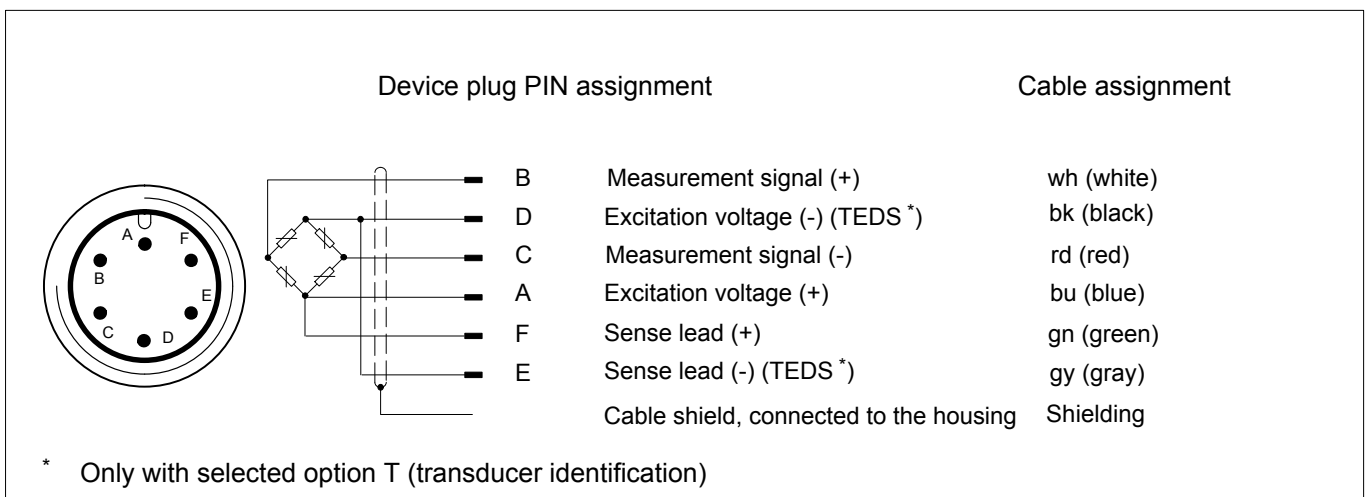 Device plug PIN assignment Cable assignment
B Measurement signal (+) wh (white)
D Excitation voltage (-) (TEDS *) bk (black)
C Measurement signal (-) rd (red)
A Excitation voltage (+) bu (blue)
F Sense lead (+) gn (green)
E Sense lead (-) (TEDS *) gy (gray)
Cable shield, connected to the housing Shielding
A F
B E
C D
* Only with selected option T (transducer identification)